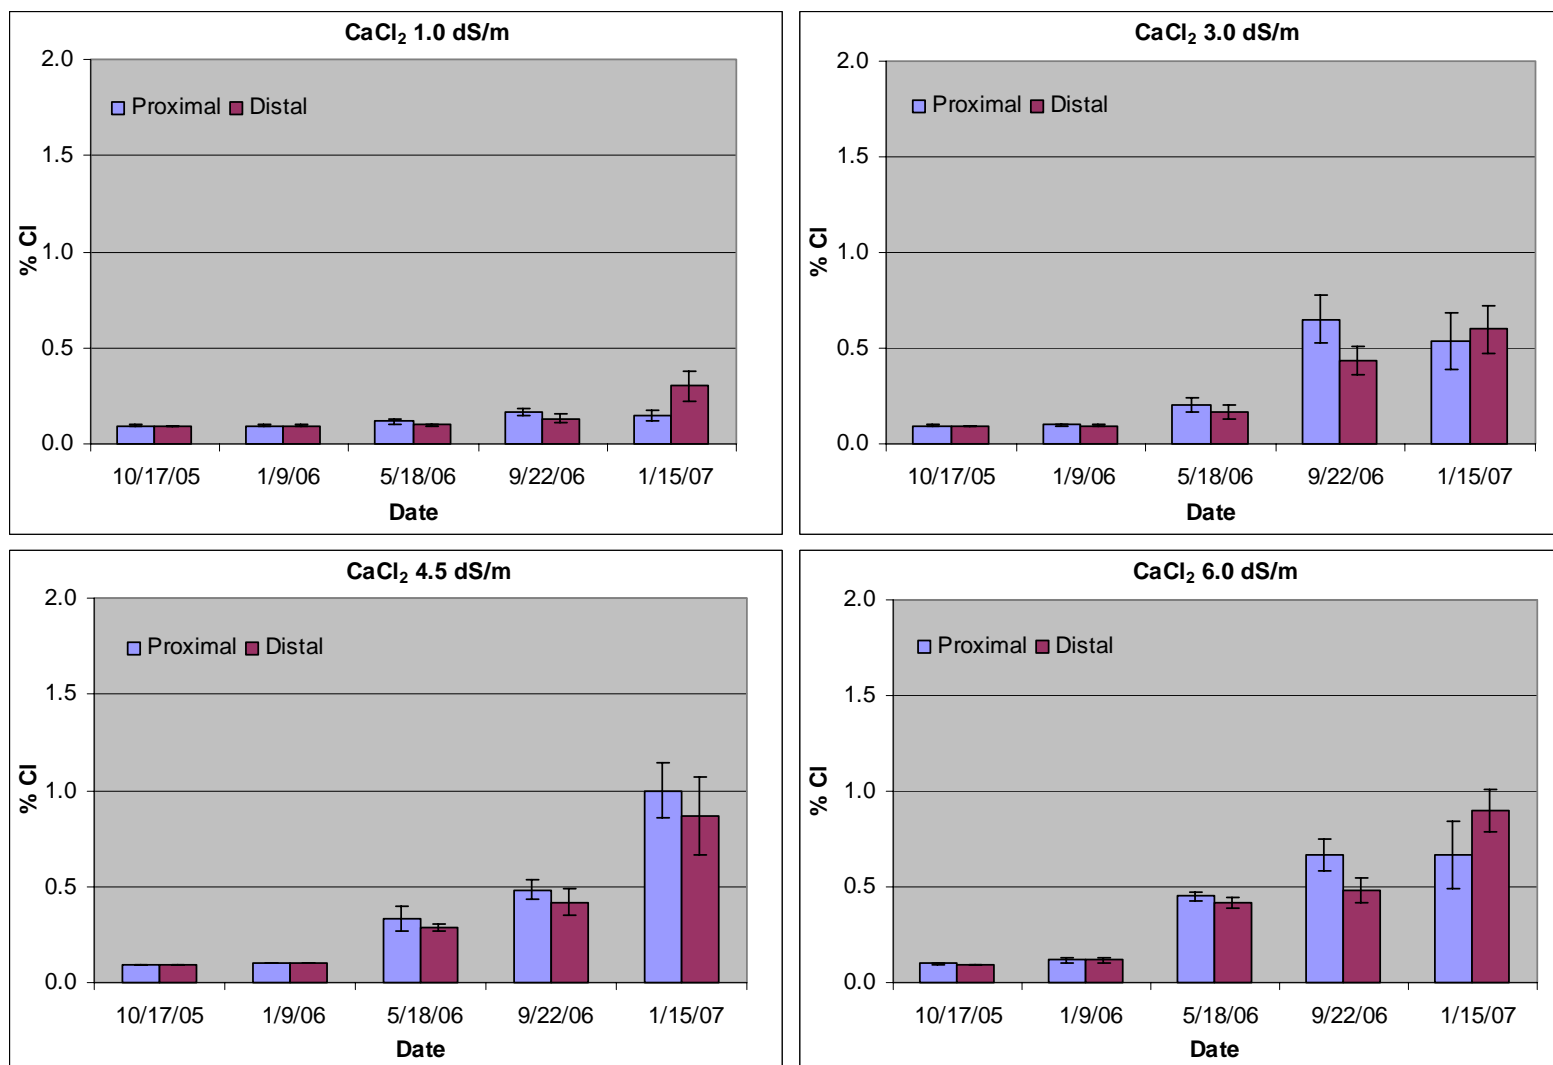 CaCl₂ 1.0 dS/m
2.0
1.5
1.0
0.5
0.0
% Cl
Proximal Distal
10/17/05 1/9/06 5/18/06 9/22/06 1/15/07
Date
CaCl₂ 3.0 dS/m
2.0
1.5
1.0
0.5
0.0
% Cl
Proximal Distal
10/17/05 1/9/06 5/18/06 9/22/06 1/15/07
Date
CaCl₂ 4.5 dS/m
2.0
1.5
1.0
0.5
0.0
% Cl
Proximal Distal
10/17/05 1/9/06 5/18/06 9/22/06 1/15/07
Date
CaCl₂ 6.0 dS/m
2.0
1.5
1.0
0.5
0.0
% Cl
Proximal Distal
10/17/05 1/9/06 5/18/06 9/22/06 1/15/07
Date